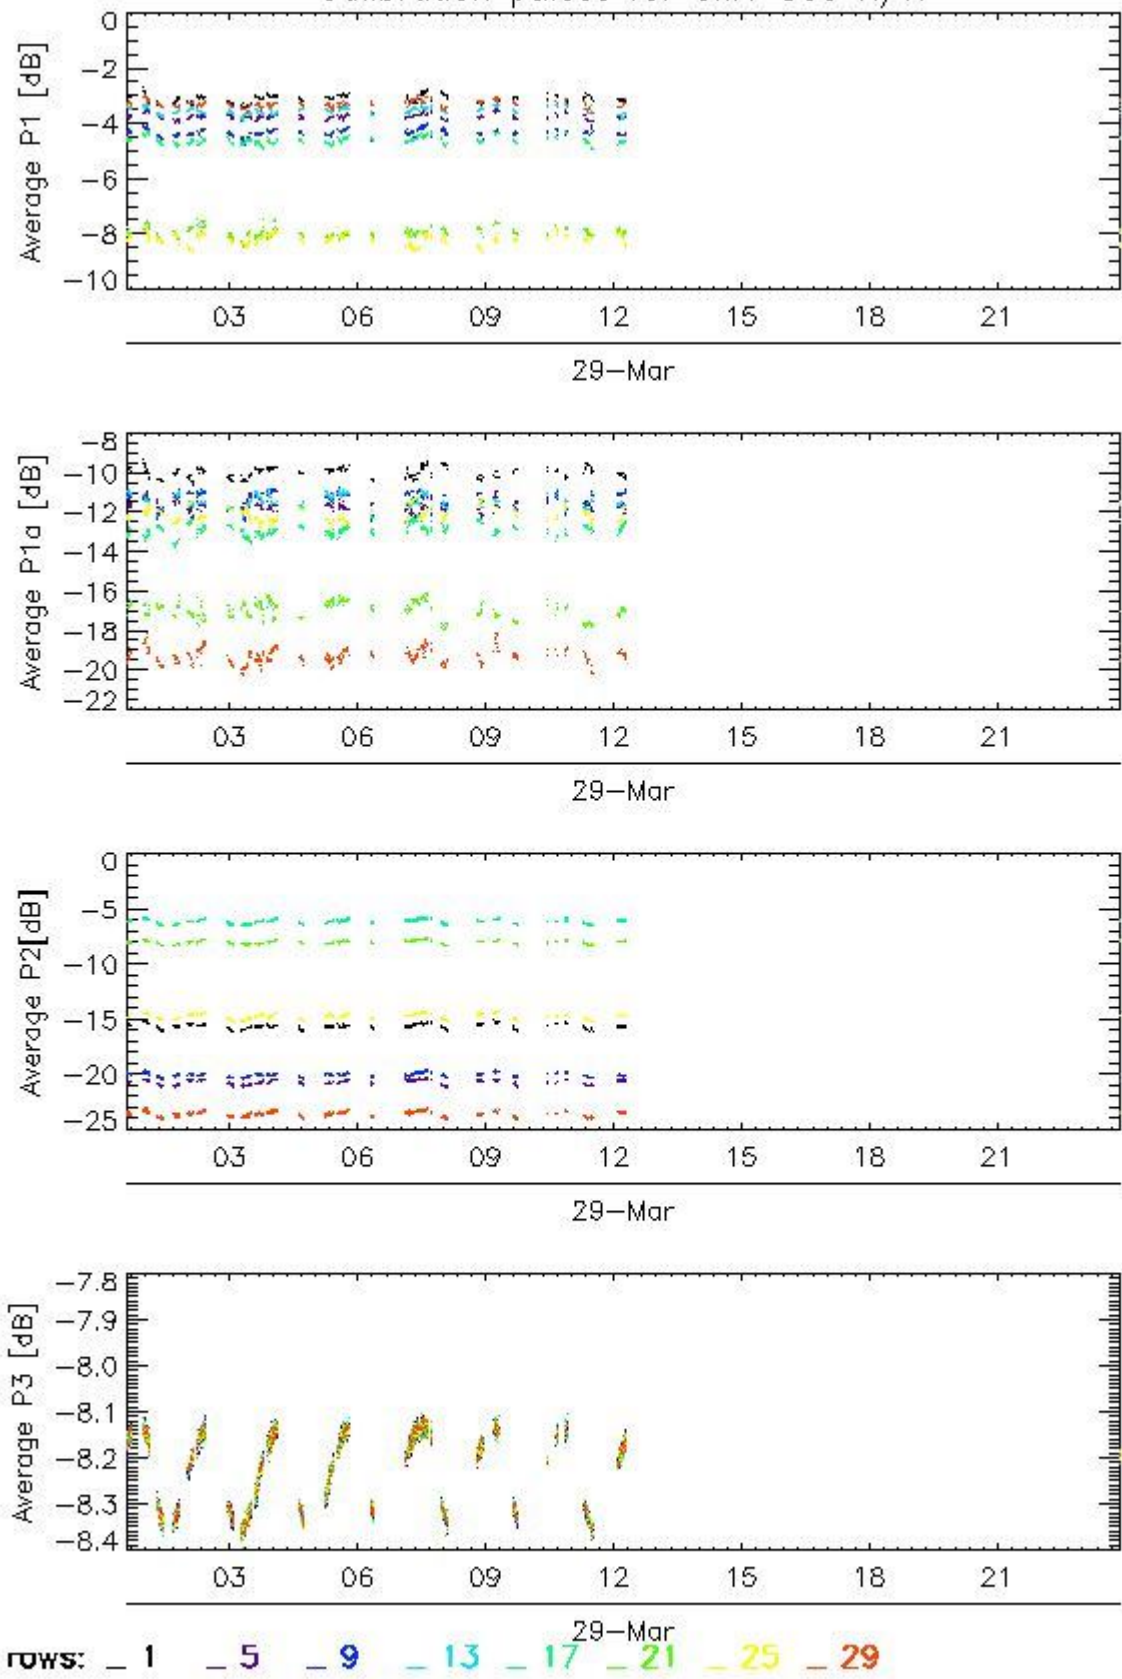 0
−2
−4
−6
−8
−10
Average P1 [dB]
03 06 09 12 15 18 21
29−Mar
−8
−10
−12
−14
−16
−18
−20
−22
Average P1a [dB]
03 06 09 12 15 18 21
29−Mar
0
−5
−10
−15
−20
−25
Average P2[dB]
03 06 09 12 15 18 21
29−Mar
−7.8
−7.9
−8.0
−8.1
−8.2
−8.3
−8.4
Average P3 [dB]
03 06 09 12 15 18 21
29−Mar
rows: _ 1 _ 5 _ 9 _ 13 _ 17 _ 21 _ 25 _ 29